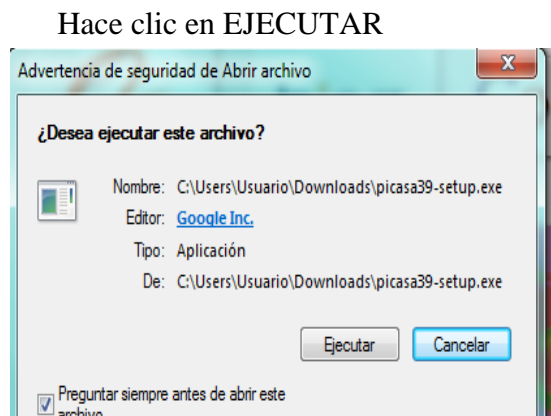 Hace clic en EJECUTAR
Advertencia de seguridad de Abrir archivo
¿Desea ejecutar este archivo?
Nombre: C:\Users\Usuario\Downloads\picasa39-setup.exe
Editor: Google Inc.
Tipo: Aplicación
De: C:\Users\Usuario\Downloads\picasa39-setup.exe
Ejecutar Cancelar
Preguntar siempre antes de abrir este
archivo